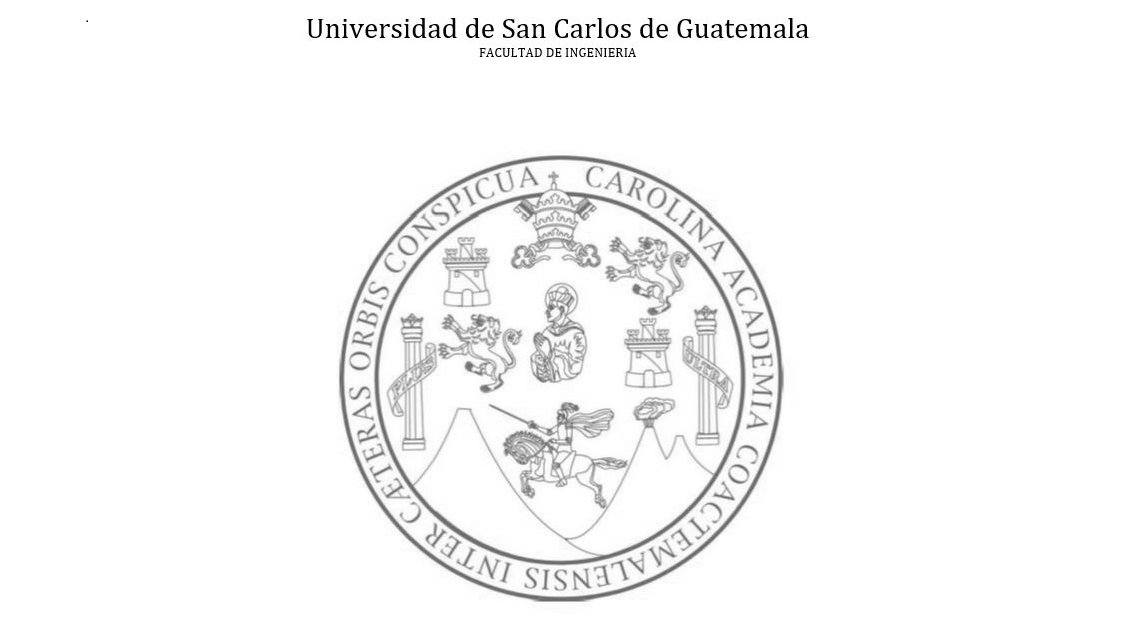 Universidad de San Carlos de Guatemala
FACULTAD DE INGENIERIA
CAROLINA ACADEMIA COACTEMALENSIS INTER CÆTERAS ORBIS CONSPICUA
PLUS
ULTRA